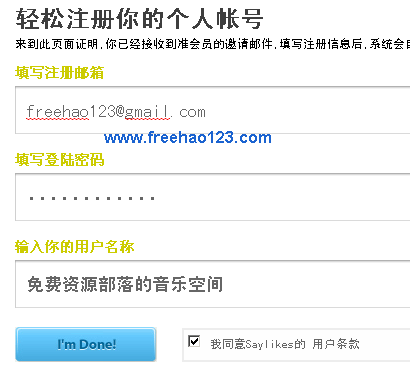 轻松注册你的个人帐号
来到此页面证明,你已经接收到准会员的邀请邮件,填写注册信息后,系统会自
填写注册邮箱
freehao123@gmail.com
www.freehao123.com
填写登陆密码
••••••••••••
输入你的用户名称
免费资源部落的音乐空间
I'm Done!
我同意Saylikes的 用户条款